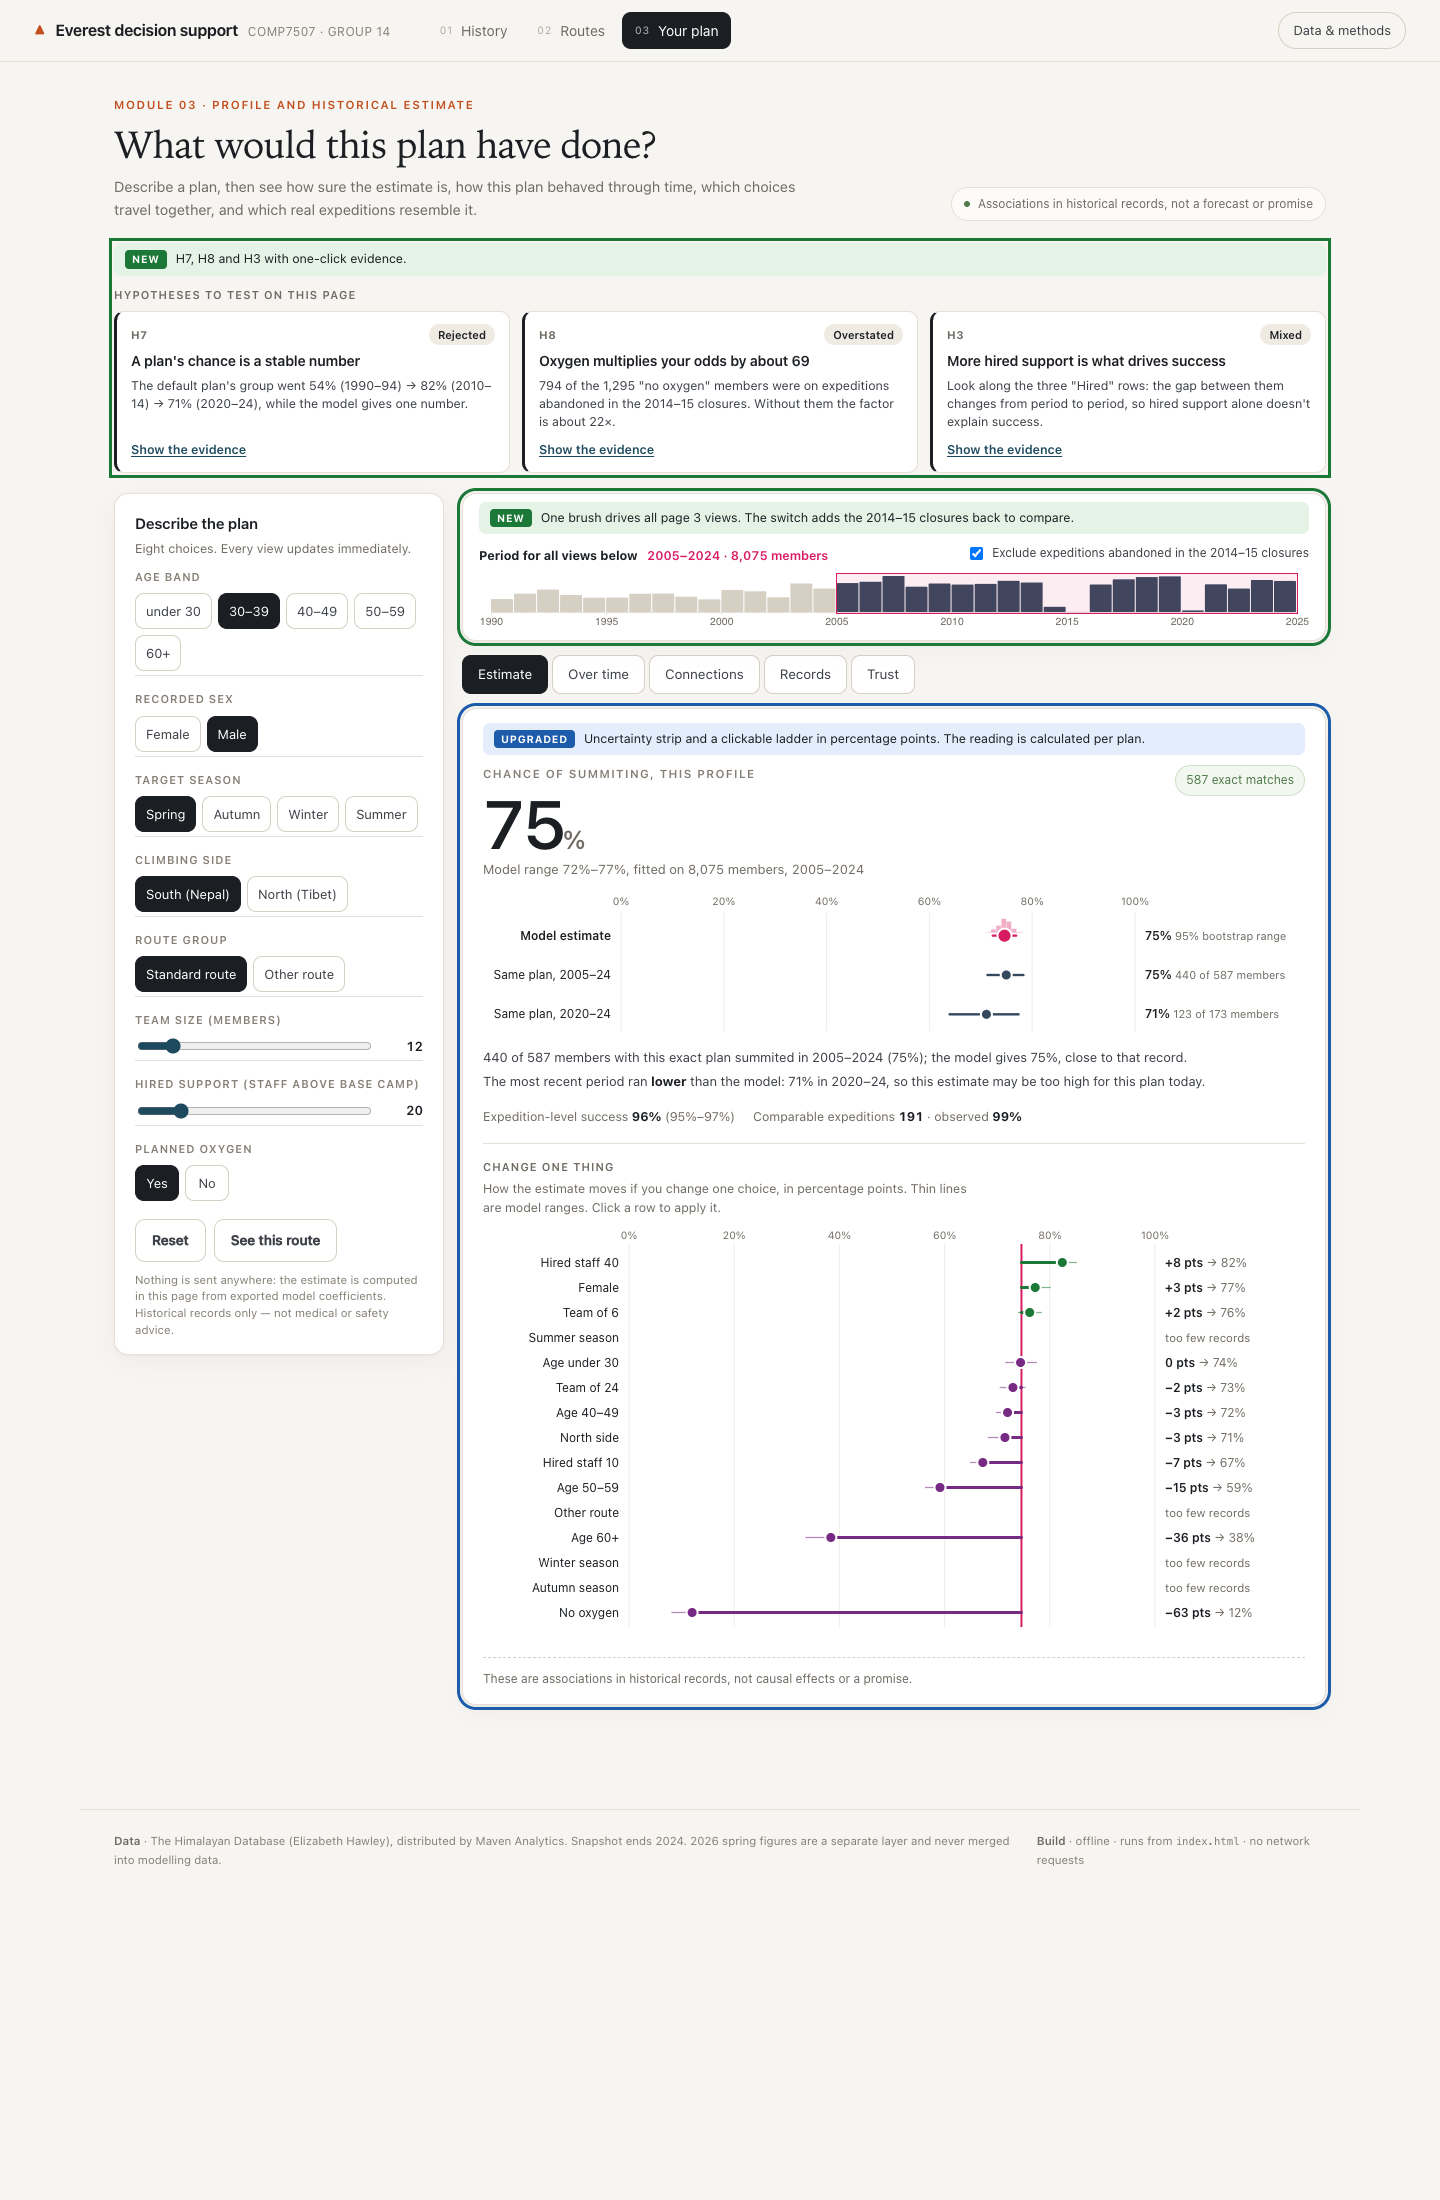 ▲ Everest decision support COMP7507 · GROUP 14 01 History 02 Routes 03 Your plan Data & methods
MODULE 03 · PROFILE AND HISTORICAL ESTIMATE
What would this plan have done?
Describe a plan, then see how sure the estimate is, how this plan behaved through time, which choices
travel together, and which real expeditions resemble it.
Associations in historical records, not a forecast or promise
NEW H7, H8 and H3 with one-click evidence.
HYPOTHESES TO TEST ON THIS PAGE
H7 Rejected
A plan's chance is a stable number
The default plan's group went 54% (1990–94) → 82% (2010–
14) → 71% (2020–24), while the model gives one number.
Show the evidence
H8 Overstated
Oxygen multiplies your odds by about 69
794 of the 1,295 "no oxygen" members were on expeditions
abandoned in the 2014–15 closures. Without them the factor
is about 22×.
Show the evidence
H3 Mixed
More hired support is what drives success
Look along the three "Hired" rows: the gap between them
changes from period to period, so hired support alone doesn't
explain success.
Show the evidence
Describe the plan
Eight choices. Every view updates immediately.
AGE BAND
under 30 30–39 40–49 50–59
60+
RECORDED SEX
Female Male
TARGET SEASON
Spring Autumn Winter Summer
CLIMBING SIDE
South (Nepal) North (Tibet)
ROUTE GROUP
Standard route Other route
TEAM SIZE (MEMBERS)
12
HIRED SUPPORT (STAFF ABOVE BASE CAMP)
20
PLANNED OXYGEN
Yes No
Reset See this route
Nothing is sent anywhere: the estimate is computed
in this page from exported model coefficients.
Historical records only — not medical or safety
advice.
NEW One brush drives all page 3 views. The switch adds the 2014–15 closures back to compare.
Period for all views below 2005–2024 · 8,075 members Exclude expeditions abandoned in the 2014–15 closures
1990 1995 2000 2005 2010 2015 2020 2025
Estimate Over time Connections Records Trust
UPGRADED Uncertainty strip and a clickable ladder in percentage points. The reading is calculated per plan.
CHANCE OF SUMMITING, THIS PROFILE 587 exact matches
75%
Model range 72%–77%, fitted on 8,075 members, 2005–2024
0% 20% 40% 60% 80% 100%
Model estimate 75% 95% bootstrap range
Same plan, 2005–24 75% 440 of 587 members
Same plan, 2020–24 71% 123 of 173 members
440 of 587 members with this exact plan summited in 2005–2024 (75%); the model gives 75%, close to that record.
The most recent period ran lower than the model: 71% in 2020–24, so this estimate may be too high for this plan today.
Expedition-level success 96% (95%–97%) Comparable expeditions 191 · observed 99%
CHANGE ONE THING
How the estimate moves if you change one choice, in percentage points. Thin lines
are model ranges. Click a row to apply it.
0% 20% 40% 60% 80% 100%
Hired staff 40 +8 pts → 82%
Female +3 pts → 77%
Team of 6 +2 pts → 76%
Summer season too few records
Age under 30 0 pts → 74%
Team of 24 −2 pts → 73%
Age 40–49 −3 pts → 72%
North side −3 pts → 71%
Hired staff 10 −7 pts → 67%
Age 50–59 −15 pts → 59%
Other route too few records
Age 60+ −36 pts → 38%
Winter season too few records
Autumn season too few records
No oxygen −63 pts → 12%
These are associations in historical records, not causal effects or a promise.
Data · The Himalayan Database (Elizabeth Hawley), distributed by Maven Analytics. Snapshot ends 2024. 2026 spring figures are a separate layer and never merged
into modelling data.
Build · offline · runs from index.html · no network
requests